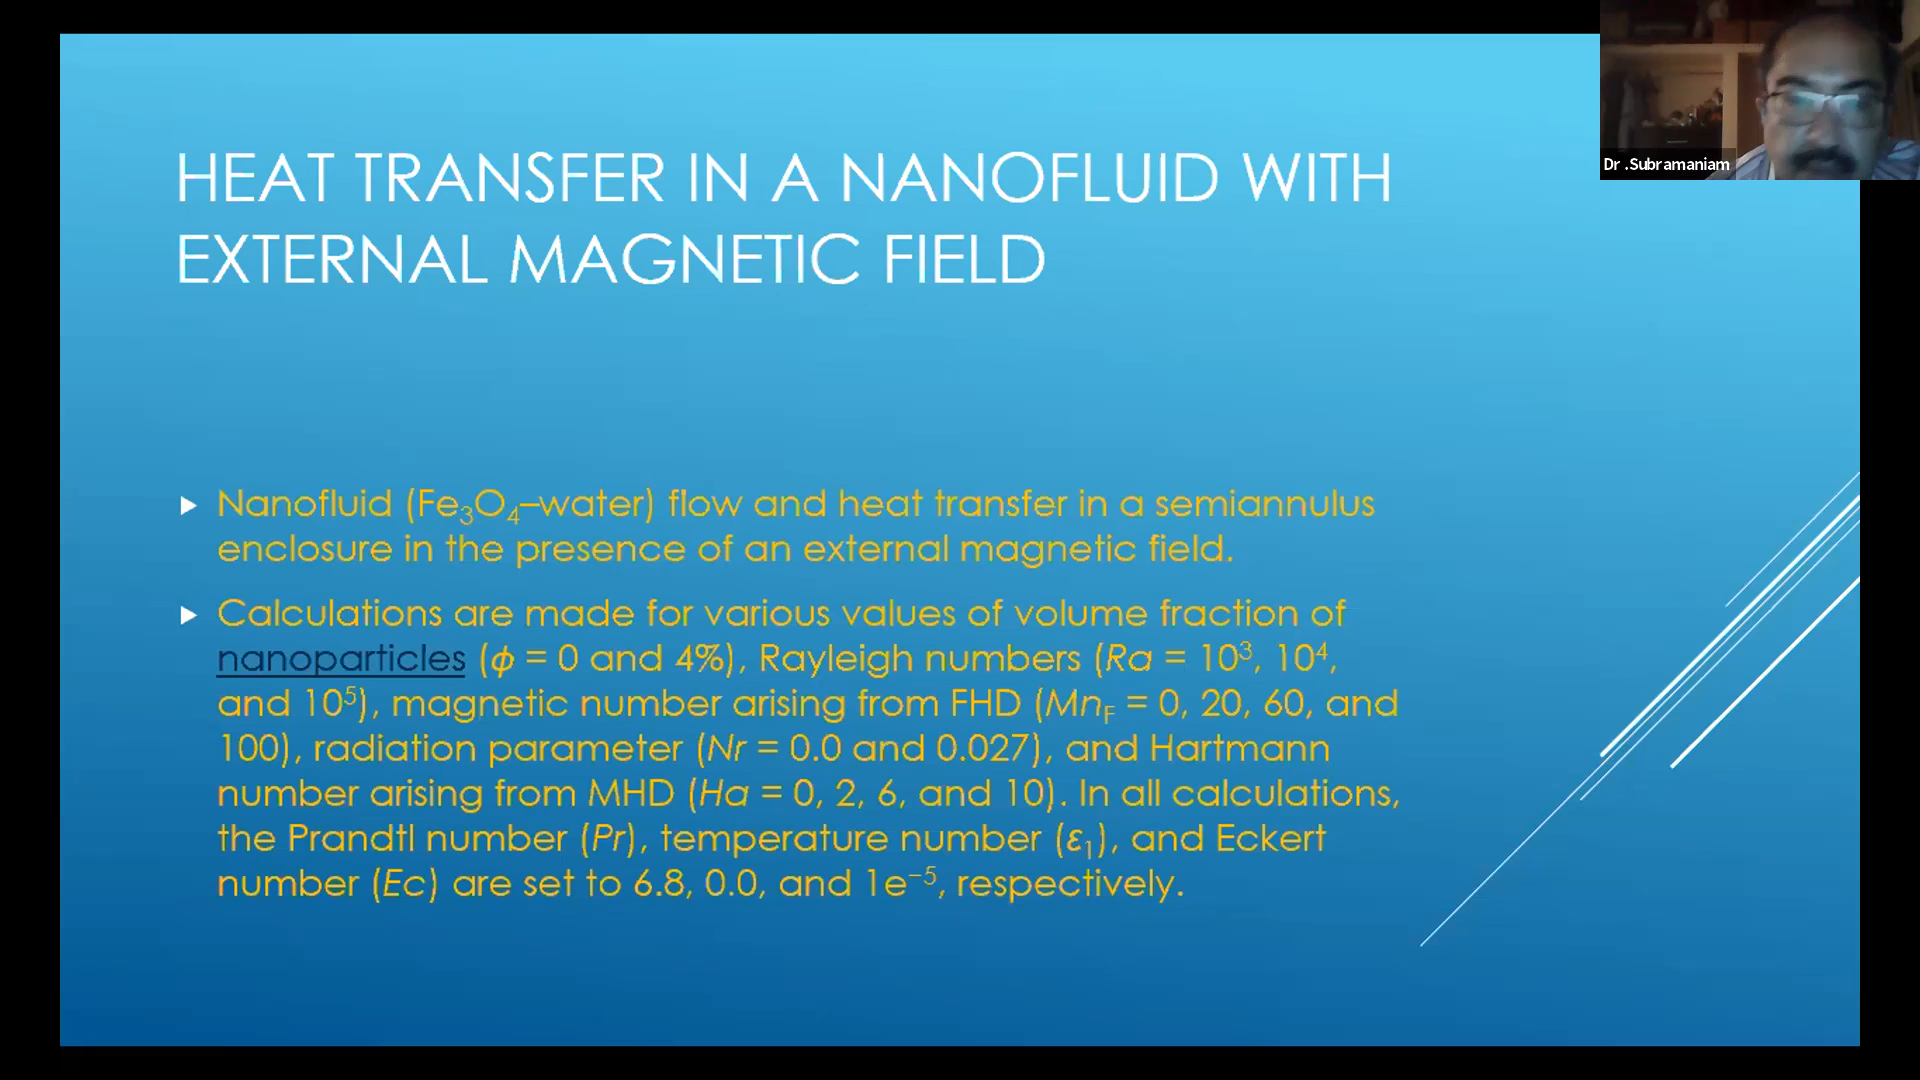 HEAT TRANSFER IN A NANOFLUID WITH
EXTERNAL MAGNETIC FIELD
Dr .Subramaniam
Nanofluid (Fe₃O₄–water) flow and heat transfer in a semiannulus
enclosure in the presence of an external magnetic field.
Calculations are made for various values of volume fraction of
nanoparticles (ϕ = 0 and 4%), Rayleigh numbers (Ra = 10³, 10⁴,
and 10⁵), magnetic number arising from FHD (Mn_F = 0, 20, 60, and
100), radiation parameter (Nr = 0.0 and 0.027), and Hartmann
number arising from MHD (Ha = 0, 2, 6, and 10). In all calculations,
the Prandtl number (Pr), temperature number (ε₁), and Eckert
number (Ec) are set to 6.8, 0.0, and 1e⁻⁵, respectively.